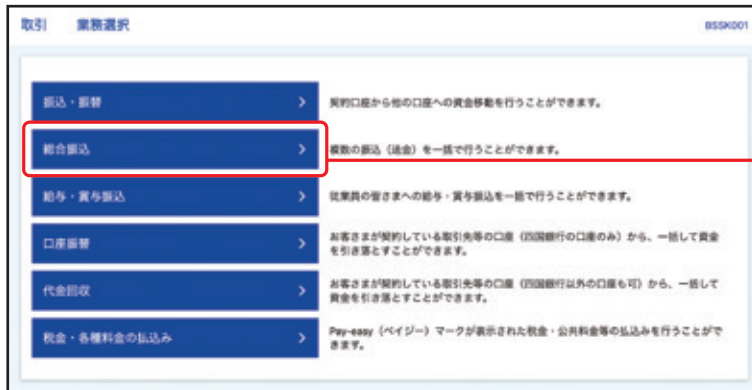 取引 業務選択 BSSK001
振込・振替 契約口座から他の口座への資金移動を行うことができます。
総合振込 複数の振込（送金）を一括で行うことができます。
給与・賞与振込 従業員の皆さまへの給与・賞与振込を一括で行うことができます。
口座振替 お客さまが契約している取引先等の口座（四国銀行の口座のみ）から、一括して資金
を引き落とすことができます。
代金回収 お客さまが契約している取引先等の口座（四国銀行以外の口座も可）から、一括して
資金を引き落とすことができます。
税金・各種料金の払込み Pay-easy（ペイジー）マークが表示された税金・公共料金等の払込みを行うことがで
きます。